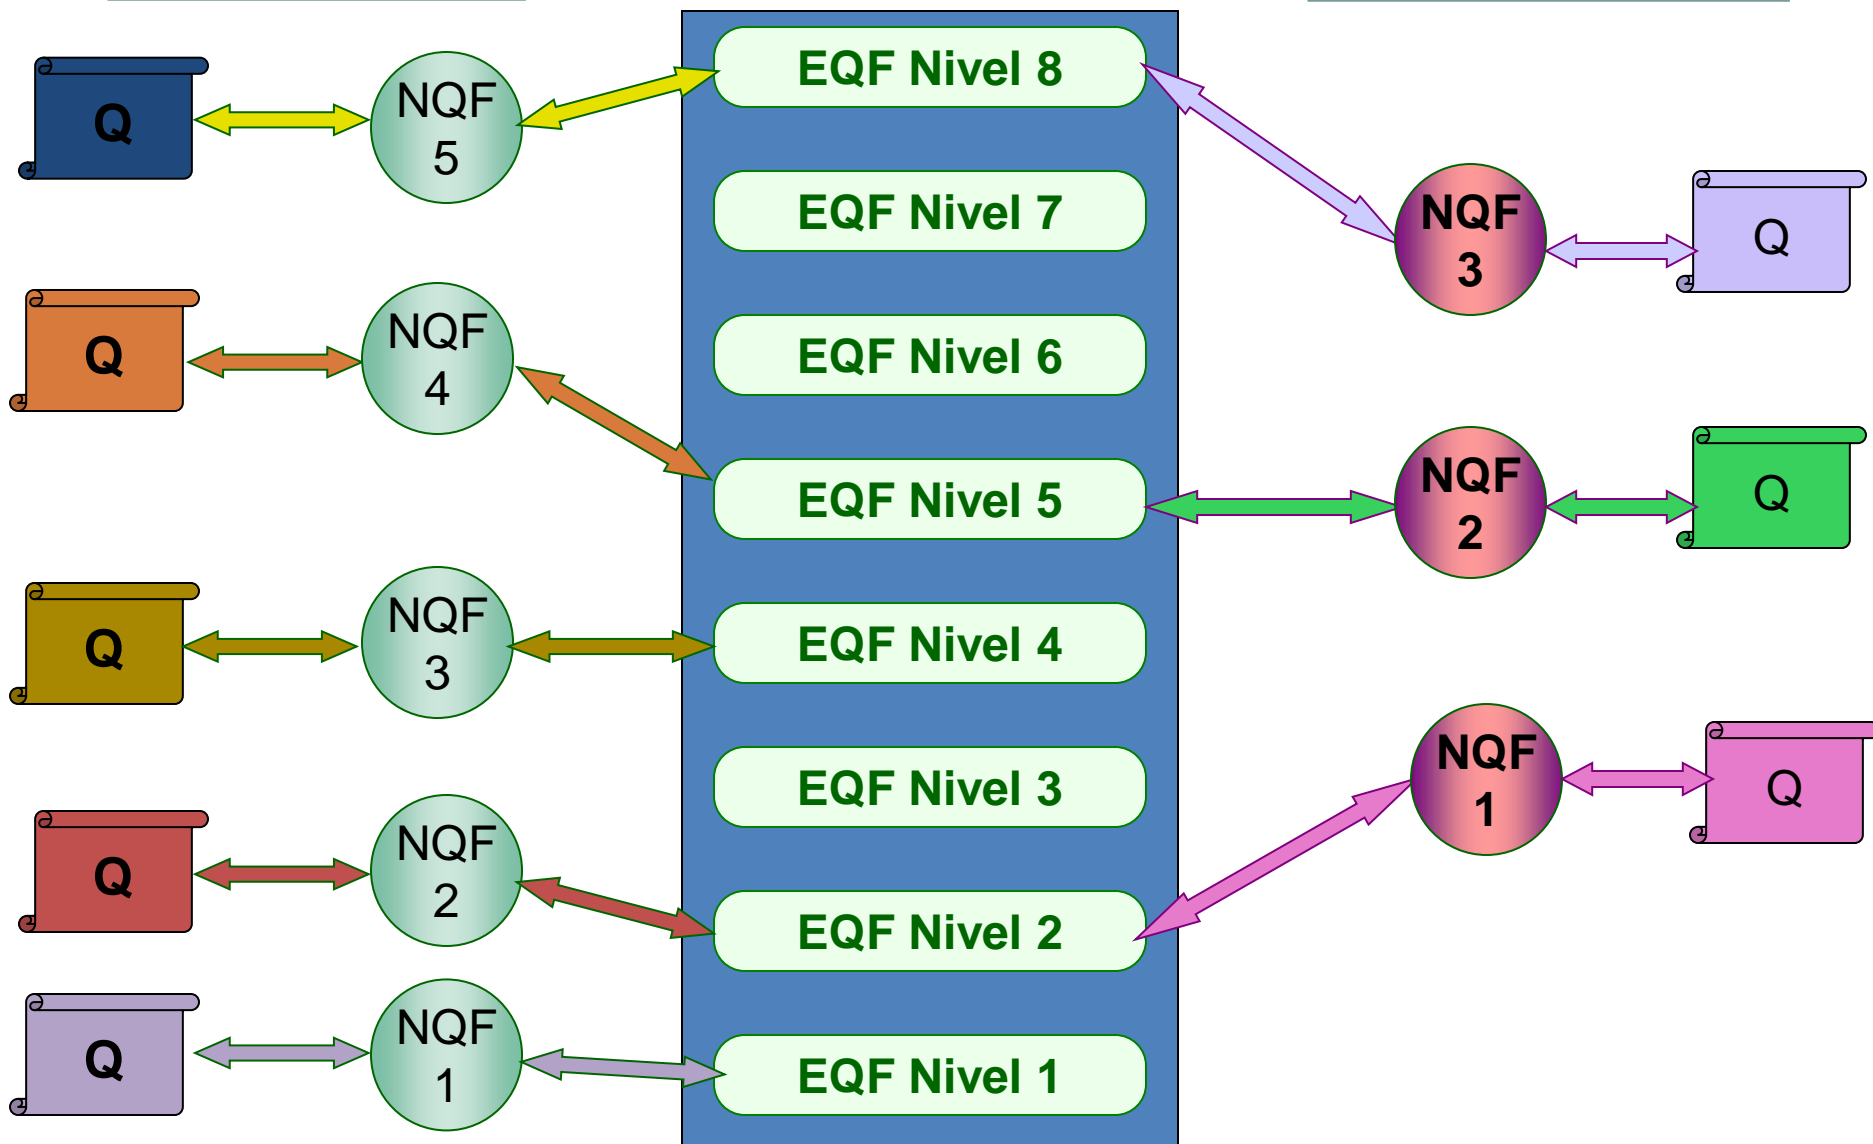 Q
NQF
5
Q
NQF
4
Q
NQF
3
Q
NQF
2
Q
NQF
1
EQF Nivel 8
EQF Nivel 7
EQF Nivel 6
EQF Nivel 5
EQF Nivel 4
EQF Nivel 3
EQF Nivel 2
EQF Nivel 1
NQF
3
Q
NQF
2
Q
NQF
1
Q